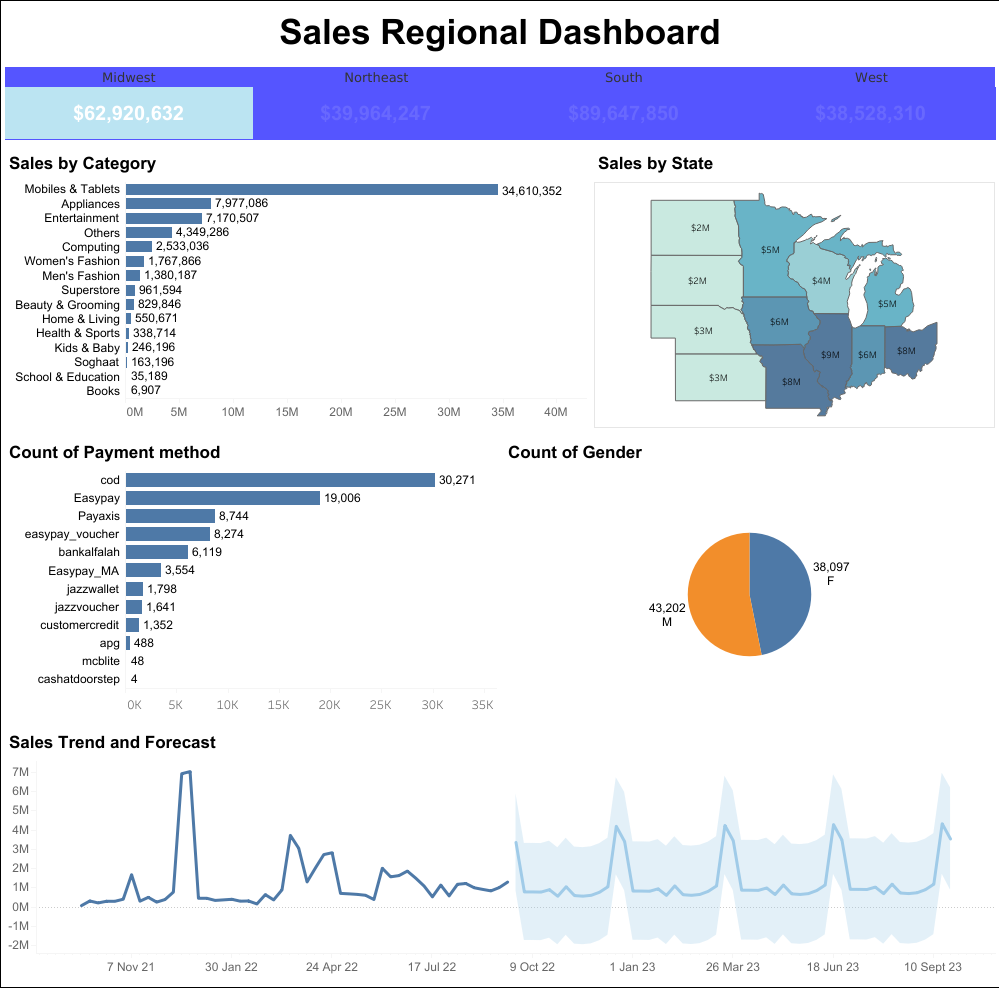 Sales Regional Dashboard
Midwest Northeast South West
$62,920,632 $39,964,247 $89,647,850 $38,528,310
Sales by Category
Mobiles & Tablets 34,610,352
Appliances 7,977,086
Entertainment 7,170,507
Others 4,349,286
Computing 2,533,036
Women's Fashion 1,767,866
Men's Fashion 1,380,187
Superstore 961,594
Beauty & Grooming 829,846
Home & Living 550,671
Health & Sports 338,714
Kids & Baby 246,196
Soghaat 163,196
School & Education 35,189
Books 6,907
0M 5M 10M 15M 20M 25M 30M 35M 40M
Sales by State
$2M
$5M
$2M
$4M
$5M
$6M
$3M
$9M
$6M
$8M
$3M
$8M
Count of Payment method
cod 30,271
Easypay 19,006
Payaxis 8,744
easypay_voucher 8,274
bankalfalah 6,119
Easypay_MA 3,554
jazzwallet 1,798
jazzvoucher 1,641
customercredit 1,352
apg 488
mcblite 48
cashatdoorstep 4
0K 5K 10K 15K 20K 25K 30K 35K
Count of Gender
38,097
F
43,202
M
Sales Trend and Forecast
7M
6M
5M
4M
3M
2M
1M
0M
-1M
-2M
7 Nov 21 30 Jan 22 24 Apr 22 17 Jul 22 9 Oct 22 1 Jan 23 26 Mar 23 18 Jun 23 10 Sept 23